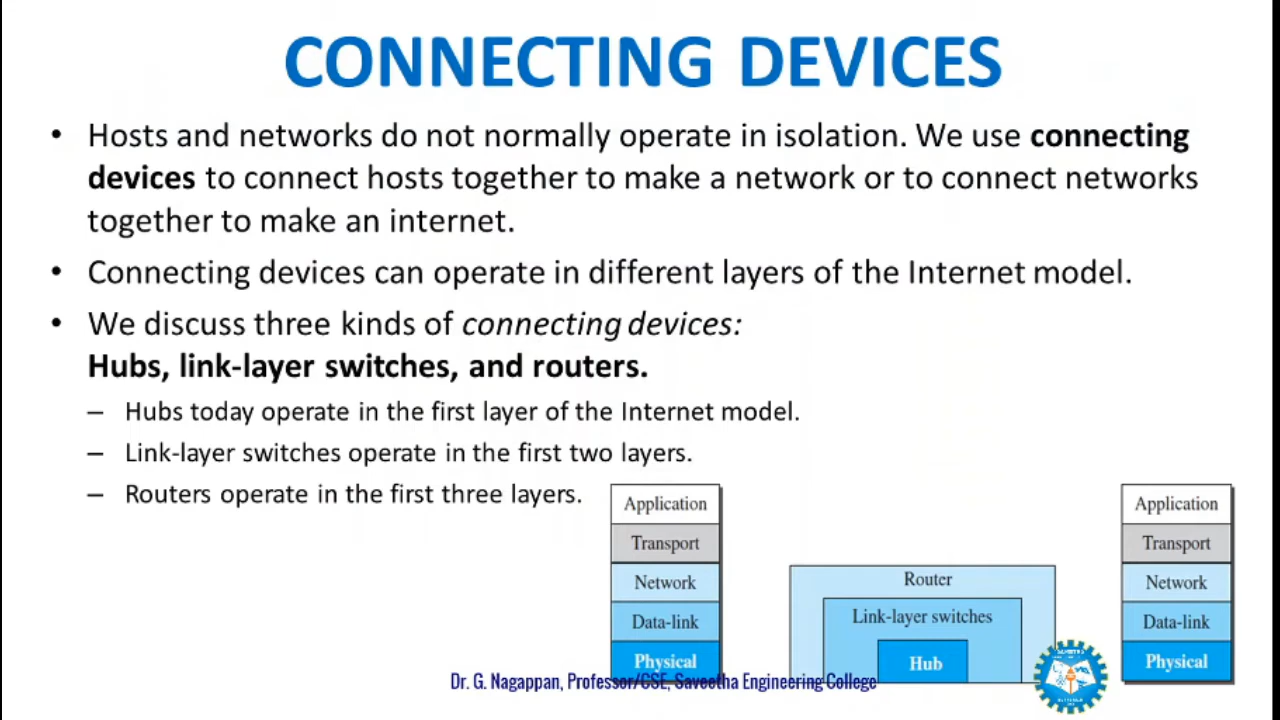 CONNECTING DEVICES
• Hosts and networks do not normally operate in isolation. We use connecting
devices to connect hosts together to make a network or to connect networks
together to make an internet.
• Connecting devices can operate in different layers of the Internet model.
• We discuss three kinds of connecting devices:
Hubs, link-layer switches, and routers.
– Hubs today operate in the first layer of the Internet model.
– Link-layer switches operate in the first two layers.
– Routers operate in the first three layers.
Application
Transport
Network
Data-link
Physical
Router
Link-layer switches
Hub
Application
Transport
Network
Data-link
Physical
Dr. G. Nagappan, Professor/CSE, Saveetha Engineering College